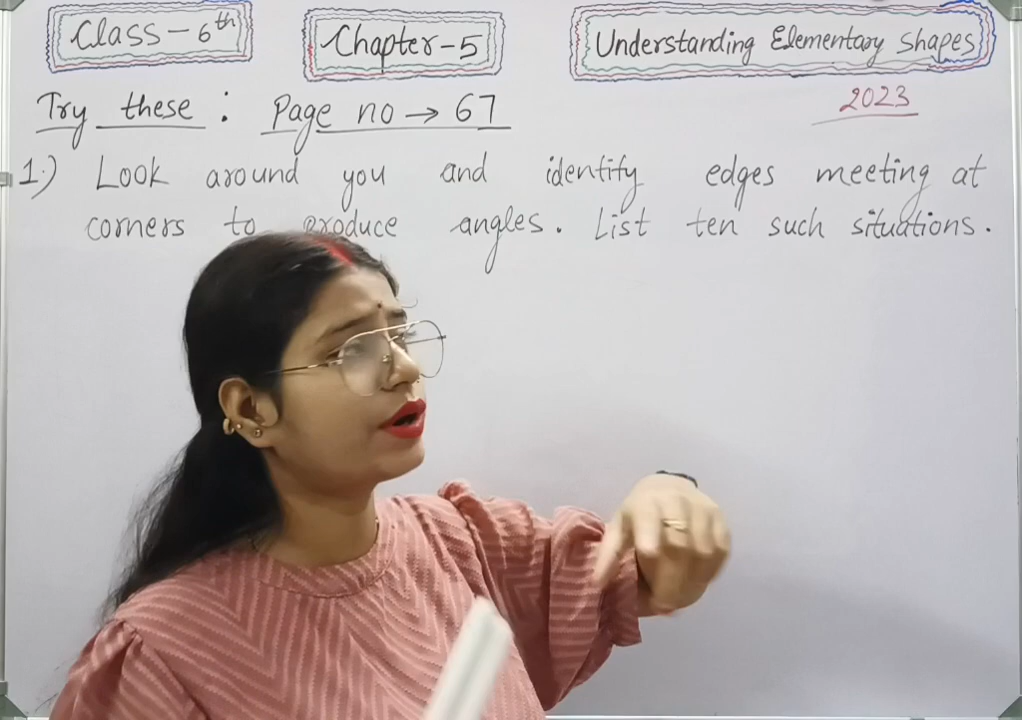 Class-6th Chapter-5 Understanding Elementary Shapes
Try these : Page no → 67 2023
1.) Look around you and identify edges meeting at
corners to produce angles. List ten such situations.